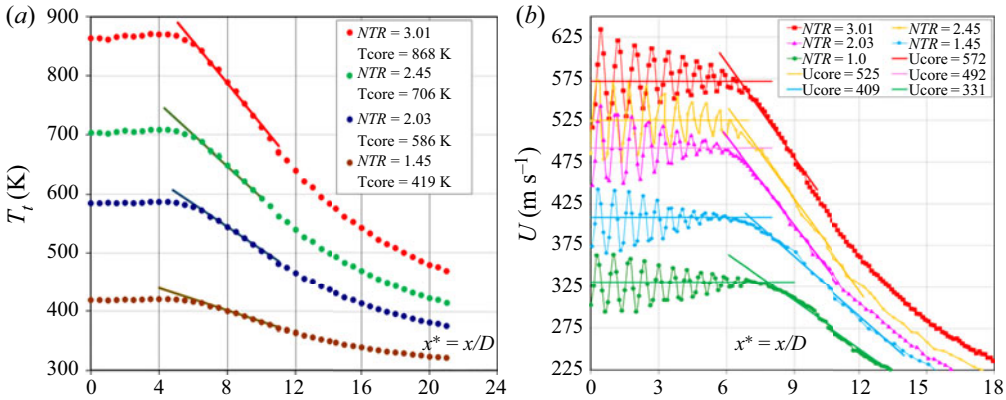 (a)
900
800
700
600
500
400
300
T_t (K)
NTR = 3.01
Tcore = 868 K
NTR = 2.45
Tcore = 706 K
NTR = 2.03
Tcore = 586 K
NTR = 1.45
Tcore = 419 K
x* = x/D
0 4 8 12 16 20 24
(b)
625
575
525
475
425
375
325
275
225
U (m s⁻¹)
NTR = 3.01 NTR = 2.45
NTR = 2.03 NTR = 1.45
NTR = 1.0 Ucore = 572
Ucore = 525 Ucore = 492
Ucore = 409 Ucore = 331
x* = x/D
0 3 6 9 12 15 18